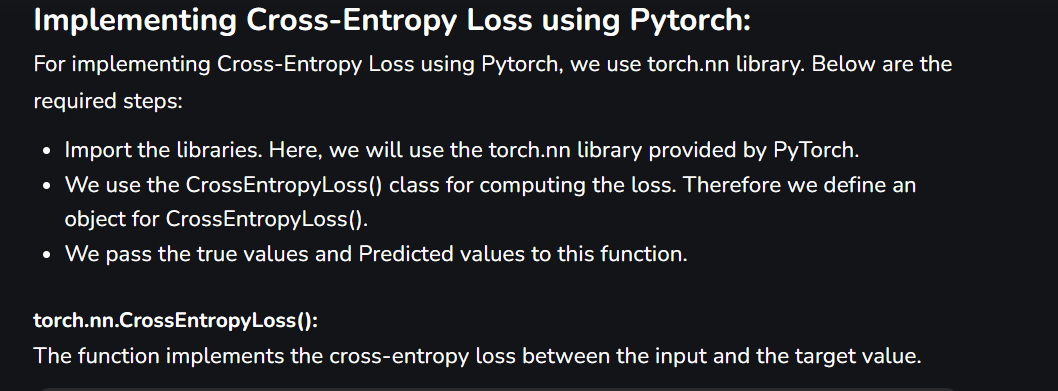 Implementing Cross-Entropy Loss using Pytorch:
For implementing Cross-Entropy Loss using Pytorch, we use torch.nn library. Below are the
required steps:
• Import the libraries. Here, we will use the torch.nn library provided by PyTorch.
• We use the CrossEntropyLoss() class for computing the loss. Therefore we define an
object for CrossEntropyLoss().
• We pass the true values and Predicted values to this function.
torch.nn.CrossEntropyLoss():
The function implements the cross-entropy loss between the input and the target value.